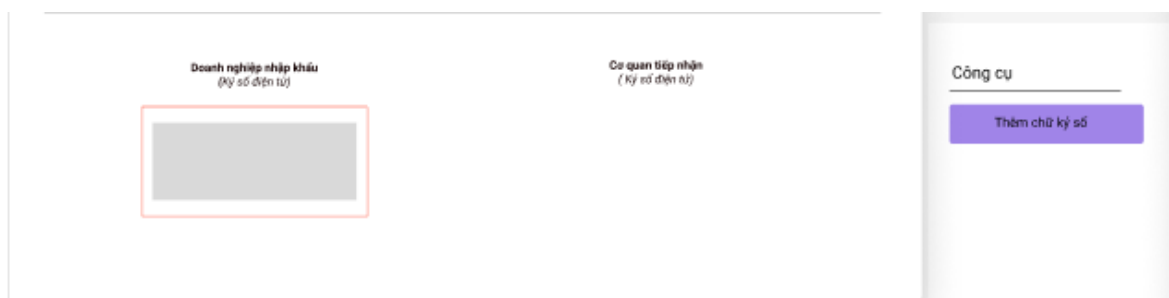 Doanh nghiệp nhập khẩu
(Ký số điện tử)
Cơ quan tiếp nhận
( Ký số điện tử)
Công cụ
Thêm chữ ký số